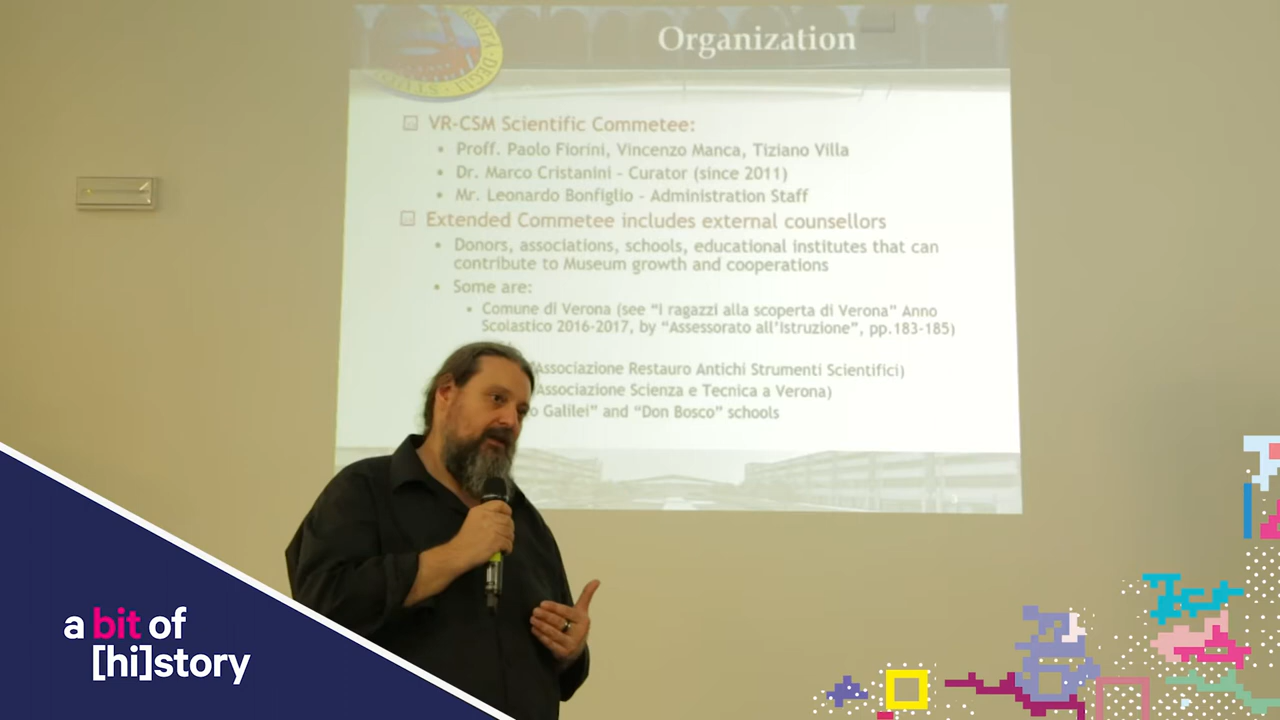 Organization
VR-CSM Scientific Commetee:
Proff. Paolo Fiorini, Vincenzo Manca, Tiziano Villa
Dr. Marco Cristanini - Curator (since 2011)
Mr. Leonardo Bonfiglio - Administration Staff
Extended Commetee includes external counsellors
Donors, associations, schools, educational institutes that can
contribute to Museum growth and cooperations
Some are:
Comune di Verona (see “I ragazzi alla scoperta di Verona” Anno
Scolastico 2016-2017, by “Assessorato all’Istruzione”, pp.183-185)
Associazione Restauro Antichi Strumenti Scientifici)
Associazione Scienza e Tecnica a Verona)
o Galilei” and “Don Bosco” schools
a bit of
[hi]story